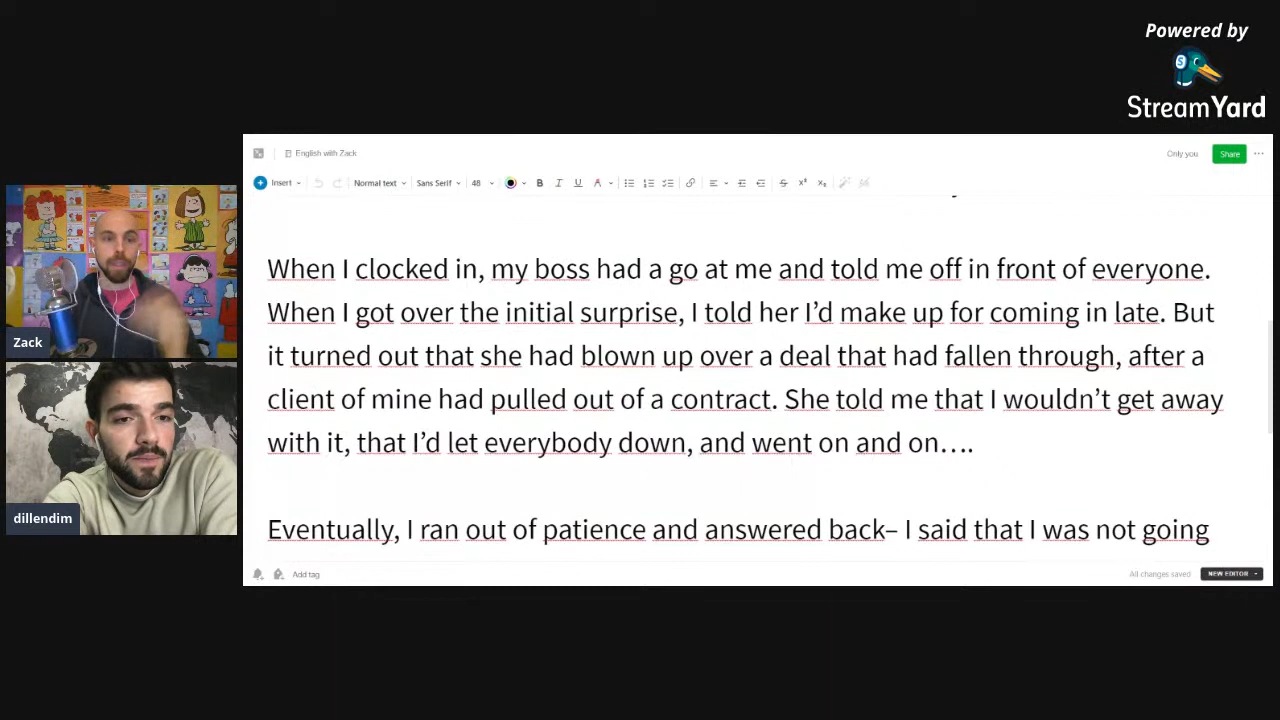 Powered by
StreamYard
English with Zack
Only you
Share
Insert
Normal text
Sans Serif
48
B
I
U
A
When I clocked in, my boss had a go at me and told me off in front of everyone.
When I got over the initial surprise, I told her I’d make up for coming in late. But
it turned out that she had blown up over a deal that had fallen through, after a
client of mine had pulled out of a contract. She told me that I wouldn’t get away
with it, that I’d let everybody down, and went on and on….
Eventually, I ran out of patience and answered back– I said that I was not going
Add tag
All changes saved
NEW EDITOR
Zack
dillendim